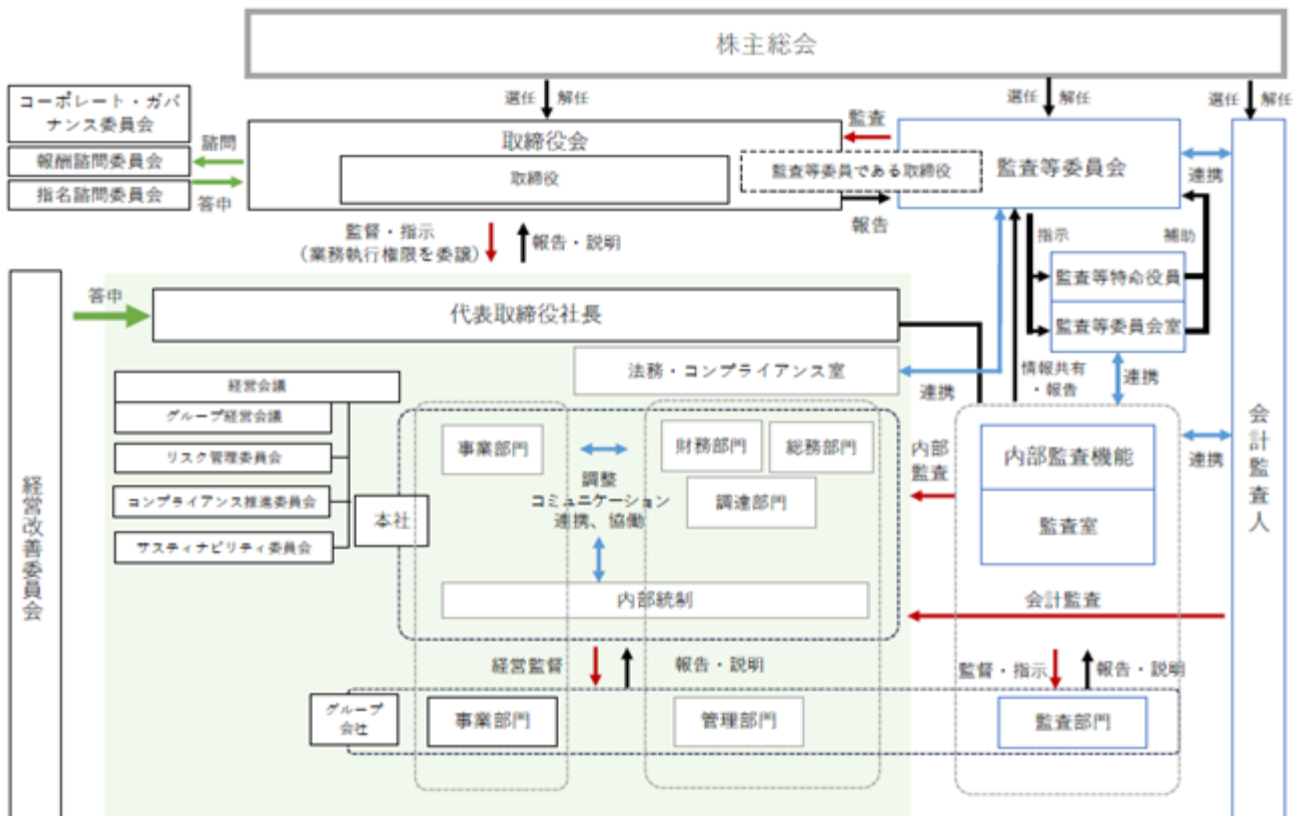 株主総会
コーポレート・ガバ
ナンス委員会
報酬諮問委員会
指名諮問委員会
諮問
答申
選任
解任
選任
解任
選任
解任
取締役会
取締役
監査
監査等委員である取締役
監査等委員会
連携
報告
監督・指示
(業務執行権限を委譲)
報告・説明
指示
補助
監査等特命役員
監査等委員会室
答申
代表取締役社長
法務・コンプライアンス室
連携
情報共有
・報告
連携
経営会議
グループ経営会議
リスク管理委員会
コンプライアンス推進委員会
サスティナビリティ委員会
本社
事業部門
財務部門
総務部門
調達部門
調整
コミュニケーション
連携、協働
内部統制
内部
監査
内部監査機能
監査室
連携
会計監査人
経営改善委員会
会計監査
経営監督
報告・説明
監督・指示
報告・説明
グループ
会社
事業部門
管理部門
監査部門